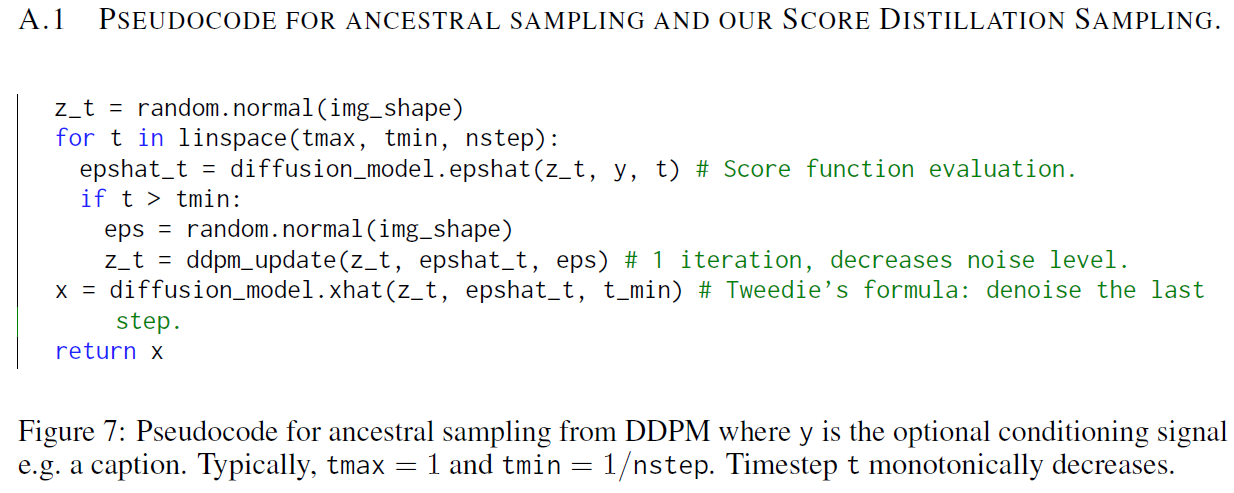 A.1 PSEUDOCODE FOR ANCESTRAL SAMPLING AND OUR SCORE DISTILLATION SAMPLING.
z_t = random.normal(img_shape)
for t in linspace(tmax, tmin, nstep):
  epshat_t = diffusion_model.epshat(z_t, y, t) # Score function evaluation.
  if t > tmin:
    eps = random.normal(img_shape)
    z_t = ddpm_update(z_t, epshat_t, eps) # 1 iteration, decreases noise level.
x = diffusion_model.xhat(z_t, epshat_t, t_min) # Tweedie’s formula: denoise the last
     step.
return x
Figure 7: Pseudocode for ancestral sampling from DDPM where y is the optional conditioning signal
e.g. a caption. Typically, tmax = 1 and tmin = 1/nstep. Timestep t monotonically decreases.